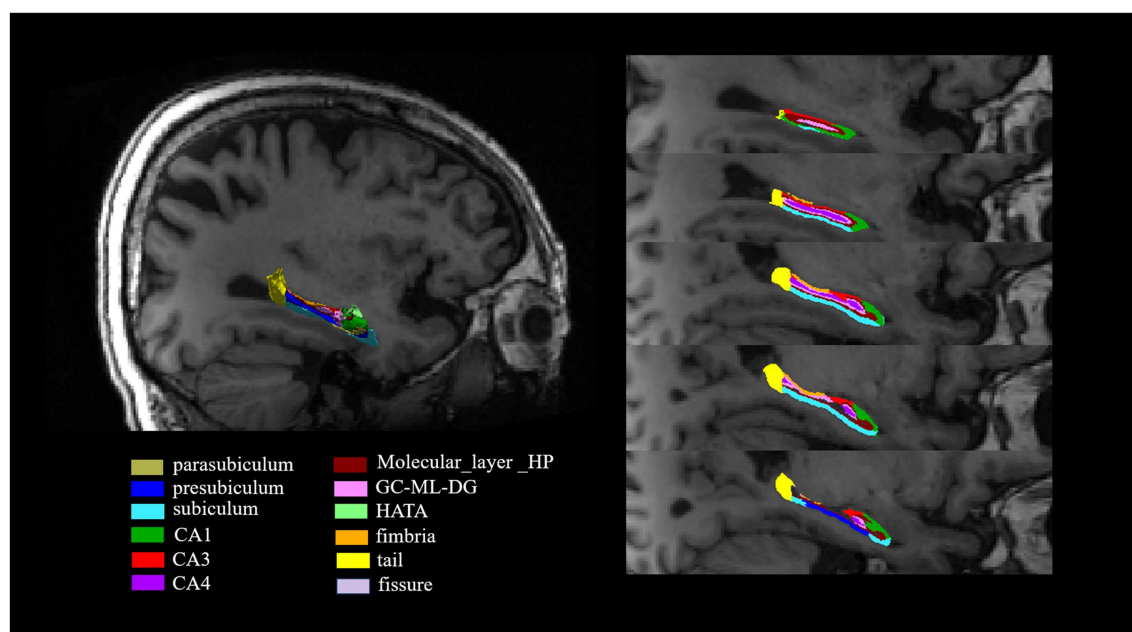 parasubiculum
presubiculum
subiculum
CA1
CA3
CA4
Molecular_layer _HP
GC-ML-DG
HATA
fimbria
tail
fissure